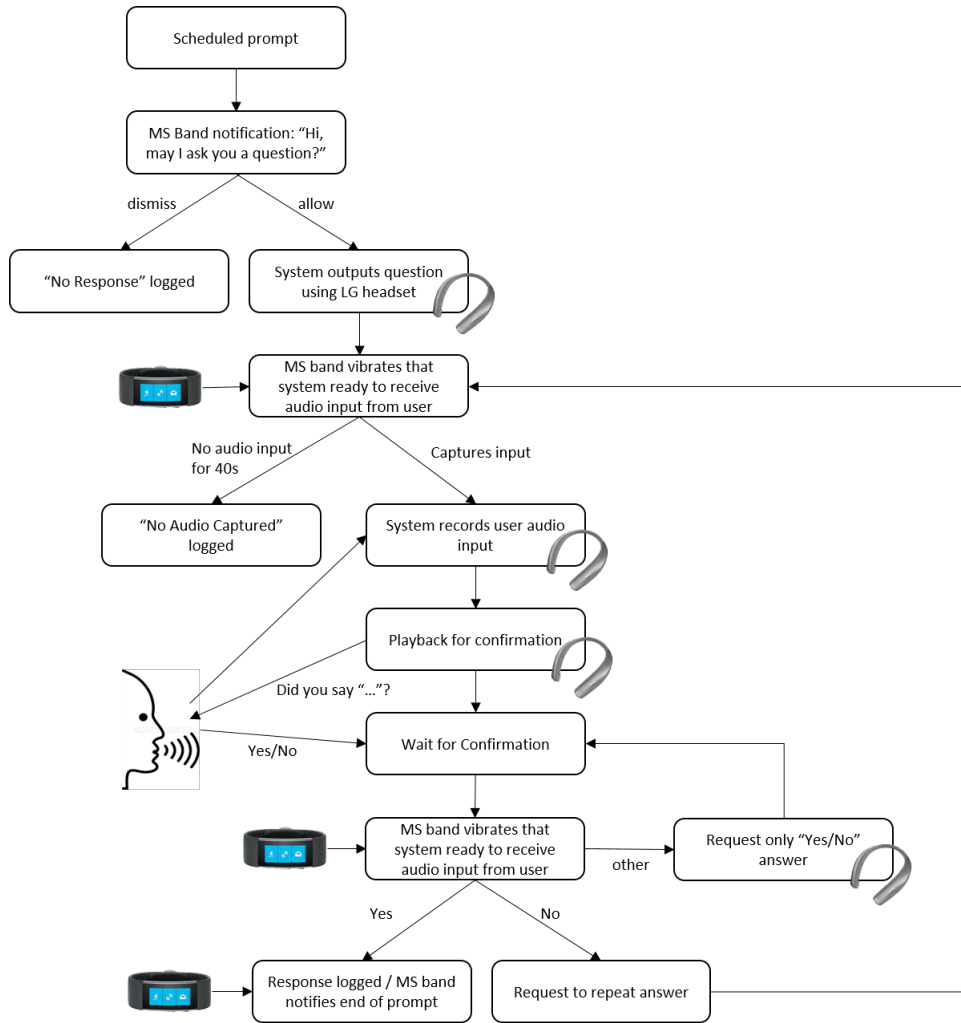 Scheduled prompt
MS Band notification: “Hi,
may I ask you a question?”
dismiss
allow
“No Response” logged
System outputs question
using LG headset
MS band vibrates that
system ready to receive
audio input from user
No audio input
for 40s
Captures input
“No Audio Captured”
logged
System records user audio
input
Playback for confirmation
Did you say “…”?
Yes/No
Wait for Confirmation
MS band vibrates that
system ready to receive
audio input from user
other
Request only “Yes/No”
answer
Yes
No
Response logged / MS band
notifies end of prompt
Request to repeat answer